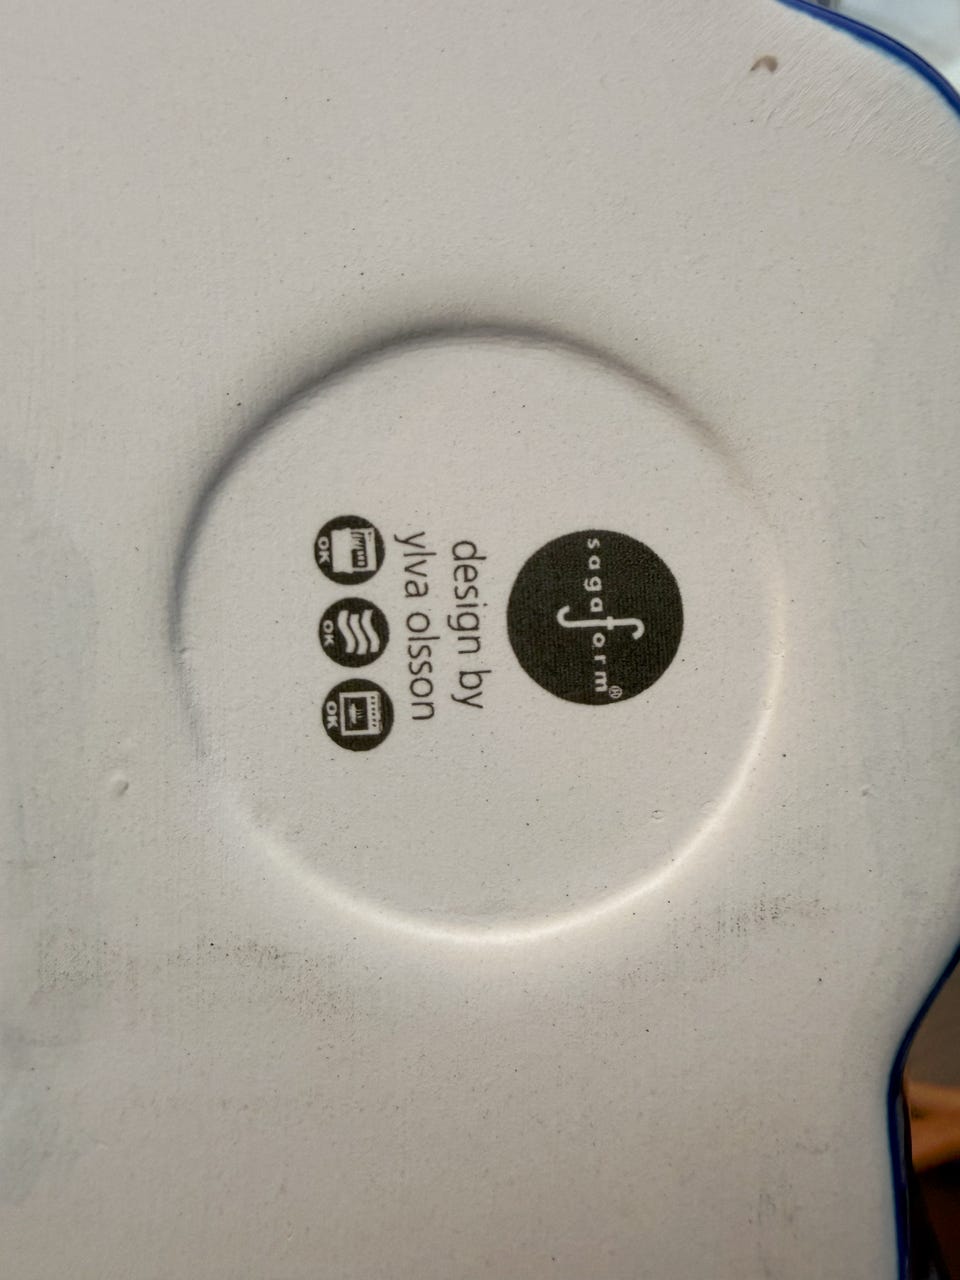 sagaform®
design by
ylva olsson
OK OK OK